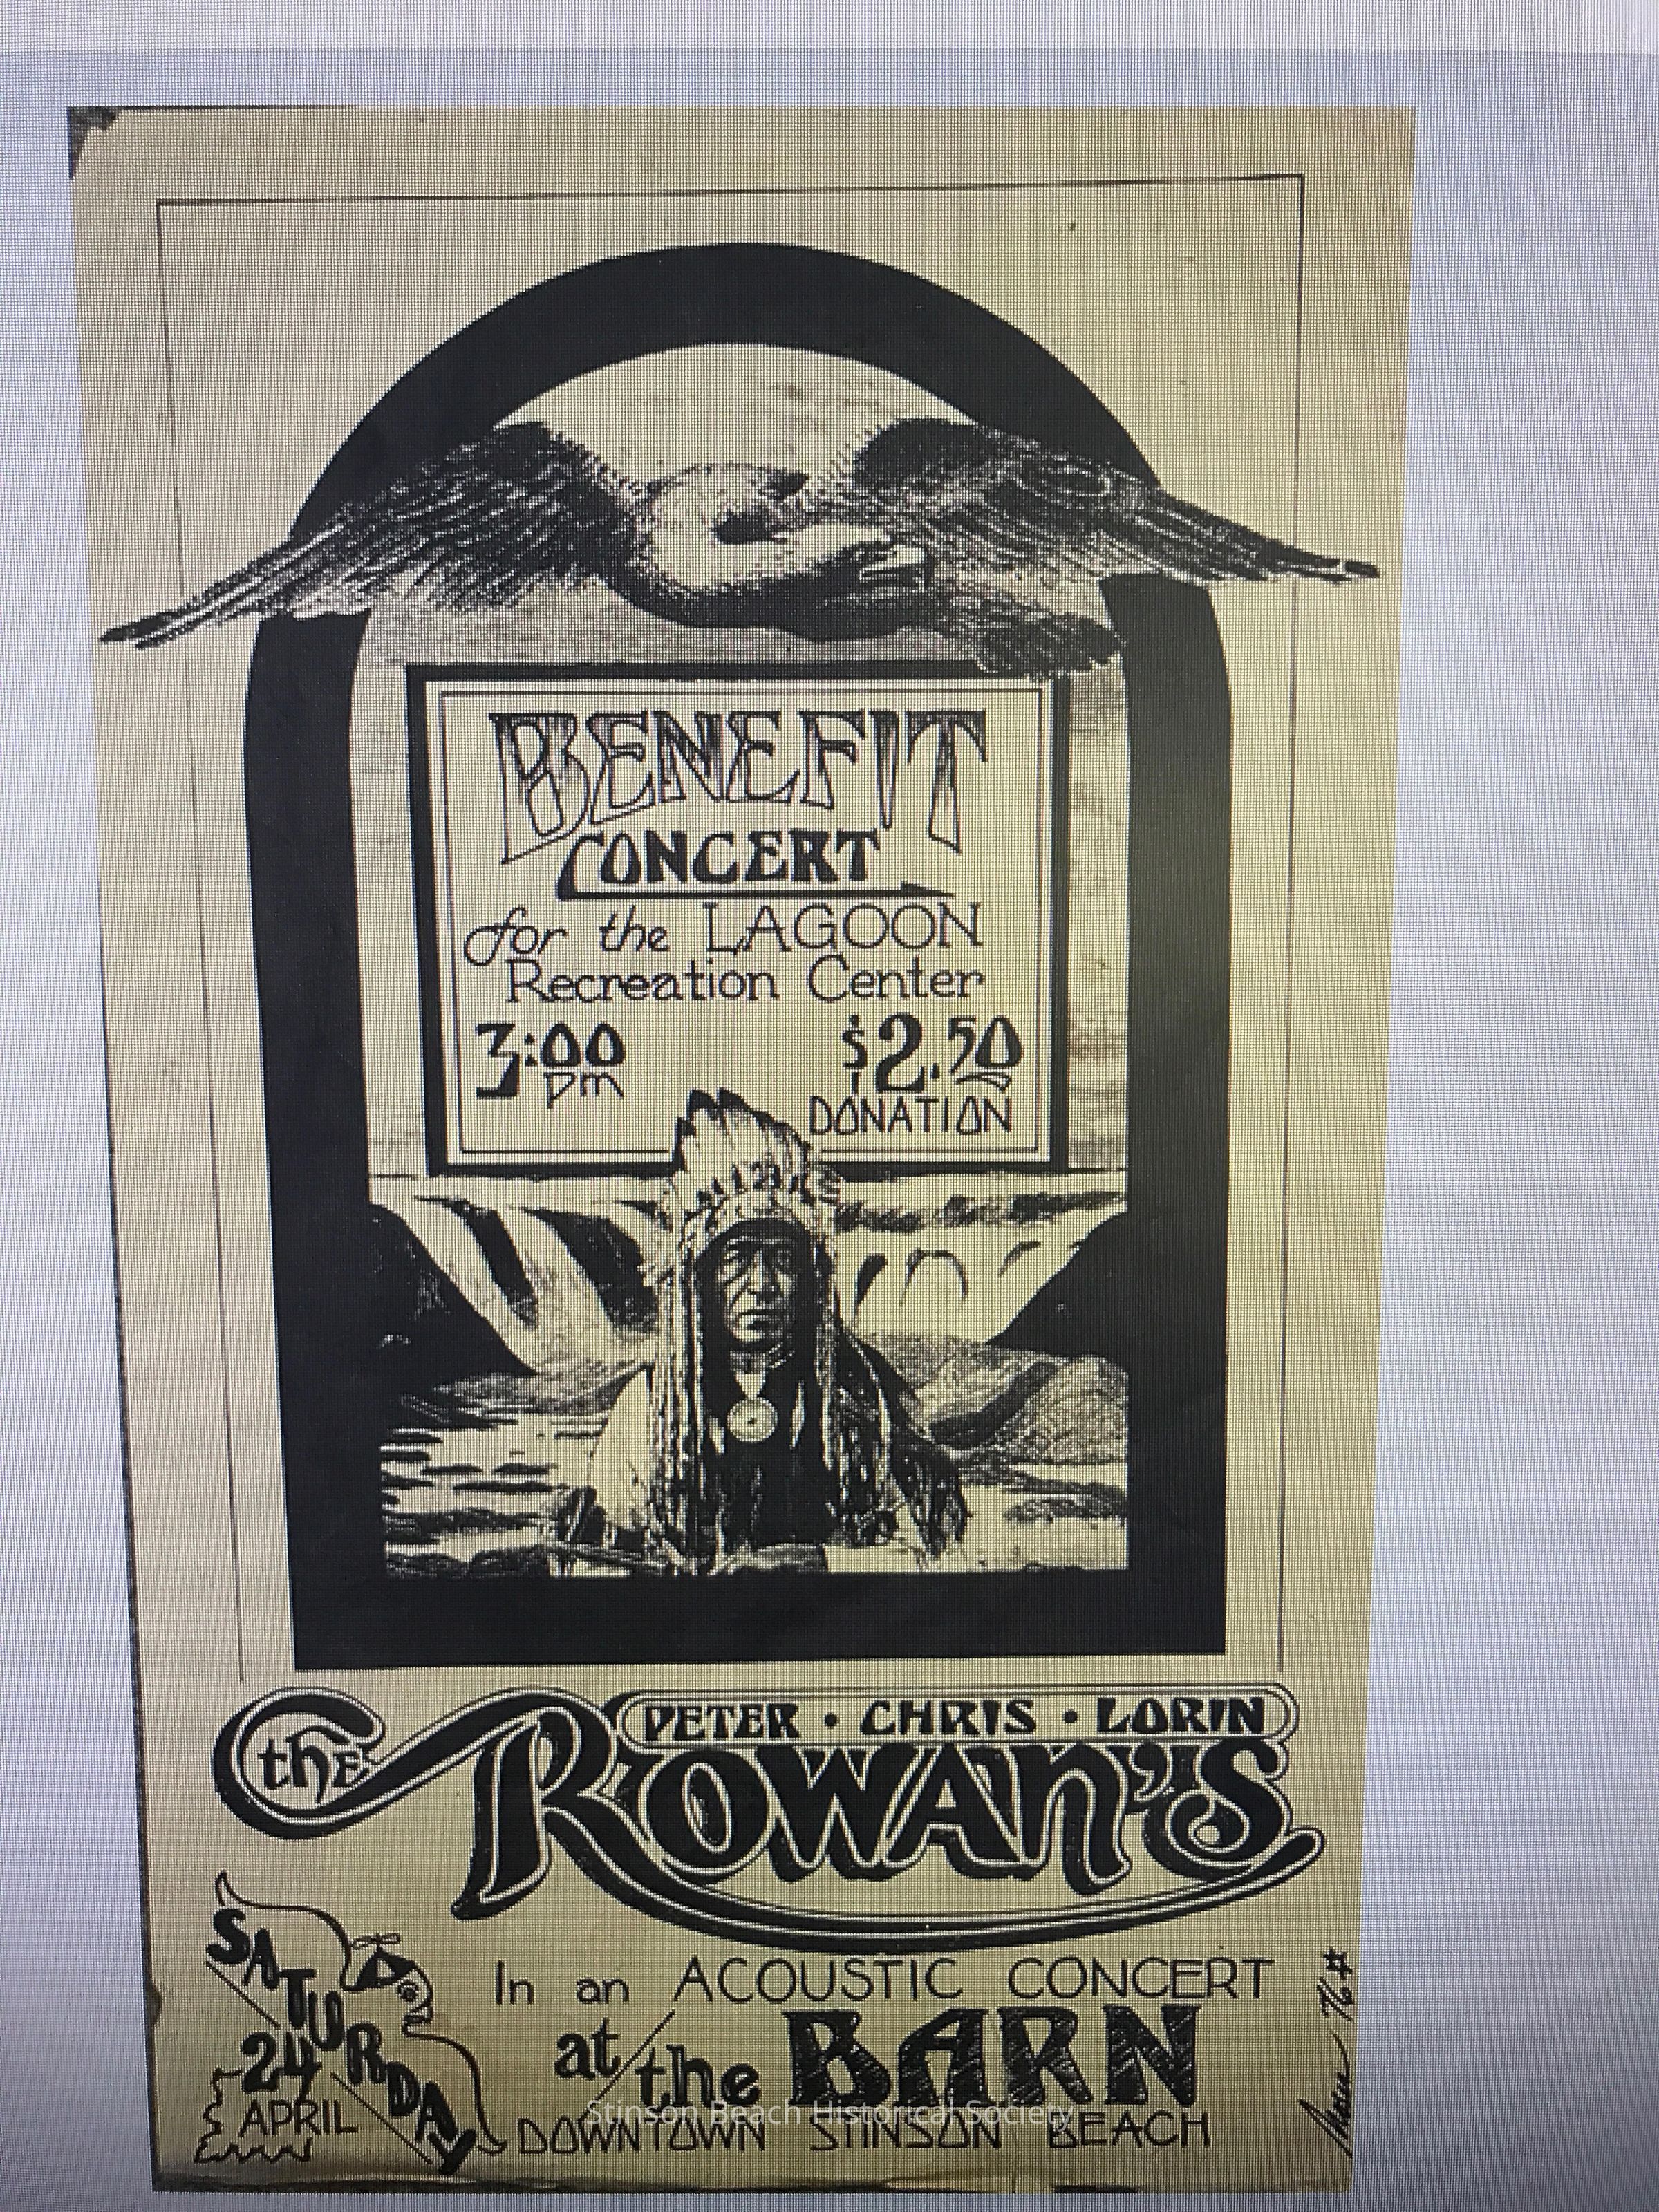 BENEFIT
CONCERT
for the LAGOON
Recreation Center
3:00 $2.50
pm DONATION
PETER • CHRIS • LORIN
the ROWAN'S
SATURDAY
24
APRIL
In an ACOUSTIC CONCERT
at the BARN
DOWNTOWN STINSON BEACH
Stinson Beach Historical Society
76